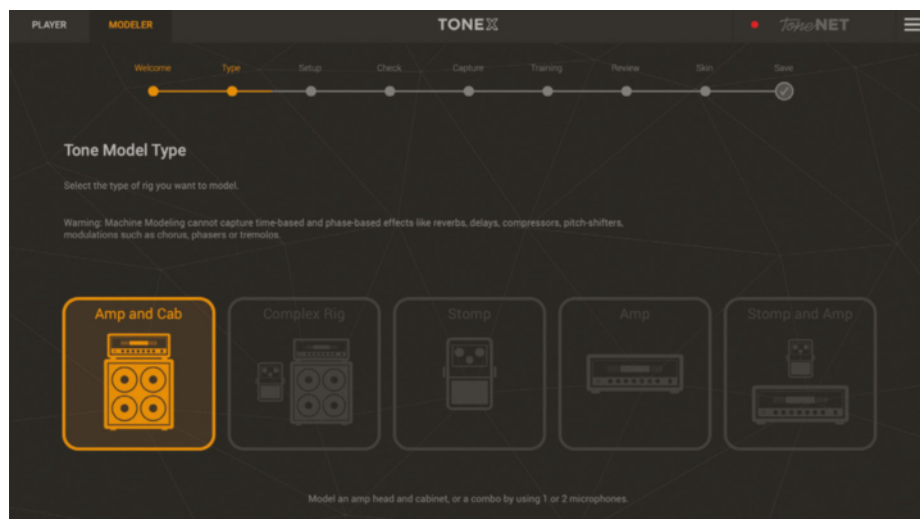 PLAYER MODELER TONEX ToneNET
Welcome Type Setup Check Capture Training Review Skin Save
Tone Model Type
Select the type of rig you want to model.
Warning: Machine Modeling cannot capture time-based and phase-based effects like reverbs, delays, compressors, pitch-shifters,
modulations such as chorus, phasers or tremolos.
Amp and Cab Complex Rig Stomp Amp Stomp and Amp
Model an amp head and cabinet, or a combo by using 1 or 2 microphones.